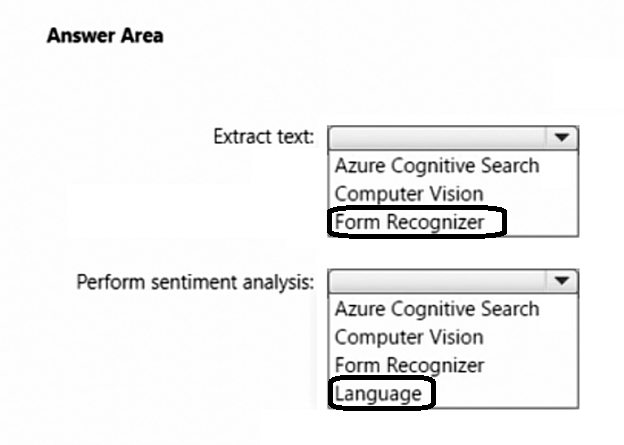 Answer Area
Extract text:
Azure Cognitive Search
Computer Vision
Form Recognizer
Perform sentiment analysis:
Azure Cognitive Search
Computer Vision
Form Recognizer
Language